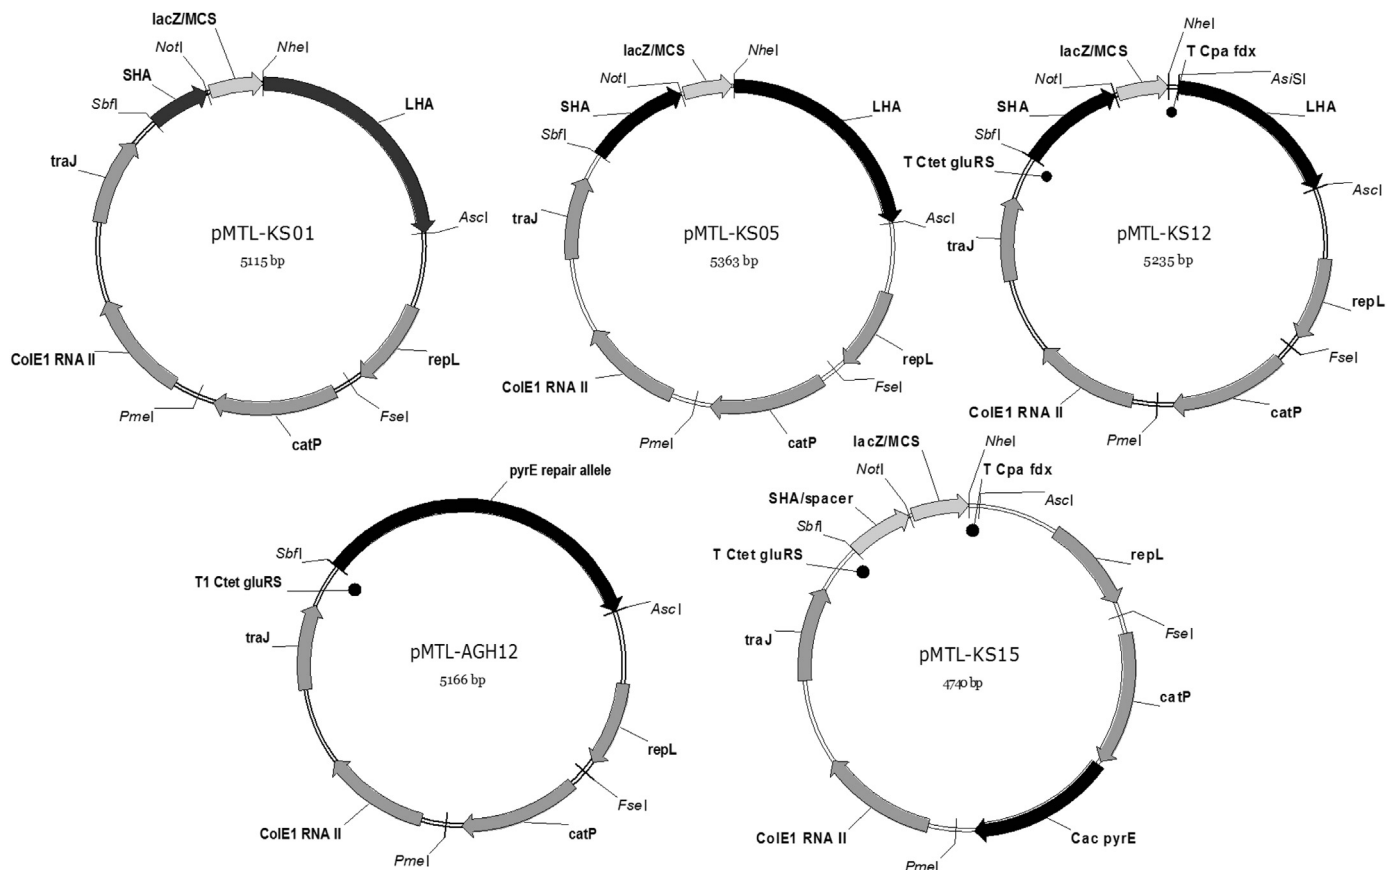 lacZ/MCS
NotI
NheI
SHA
SbfI
LHA
traJ
AscI
pMTL-KS01
5115 bp
ColE1 RNA II
repL
PmeI
FseI
catP
lacZ/MCS
NheI
NotI
SHA
LHA
SbfI
traJ
AscI
pMTL-KS05
5363 bp
repL
ColE1 RNA II
FseI
PmeI
catP
NheI
lacZ/MCS
T Cpa fdx
NotI
AsiSI
SHA
LHA
SbfI
T Ctet gluRS
AscI
pMTL-KS12
5235 bp
traJ
repL
FseI
ColE1 RNA II
PmeI
catP
pyrE repair allele
SbfI
T1 Ctet gluRS
AscI
traJ
pMTL-AGH12
5166 bp
repL
FseI
ColE1 RNA II
catP
PmeI
lacZ/MCS
NheI
NotI
T Cpa fdx
SHA/spacer
AscI
SbfI
T Ctet gluRS
repL
FseI
traJ
pMTL-KS15
4740 bp
catP
ColE1 RNA II
Cac pyrE
PmeI